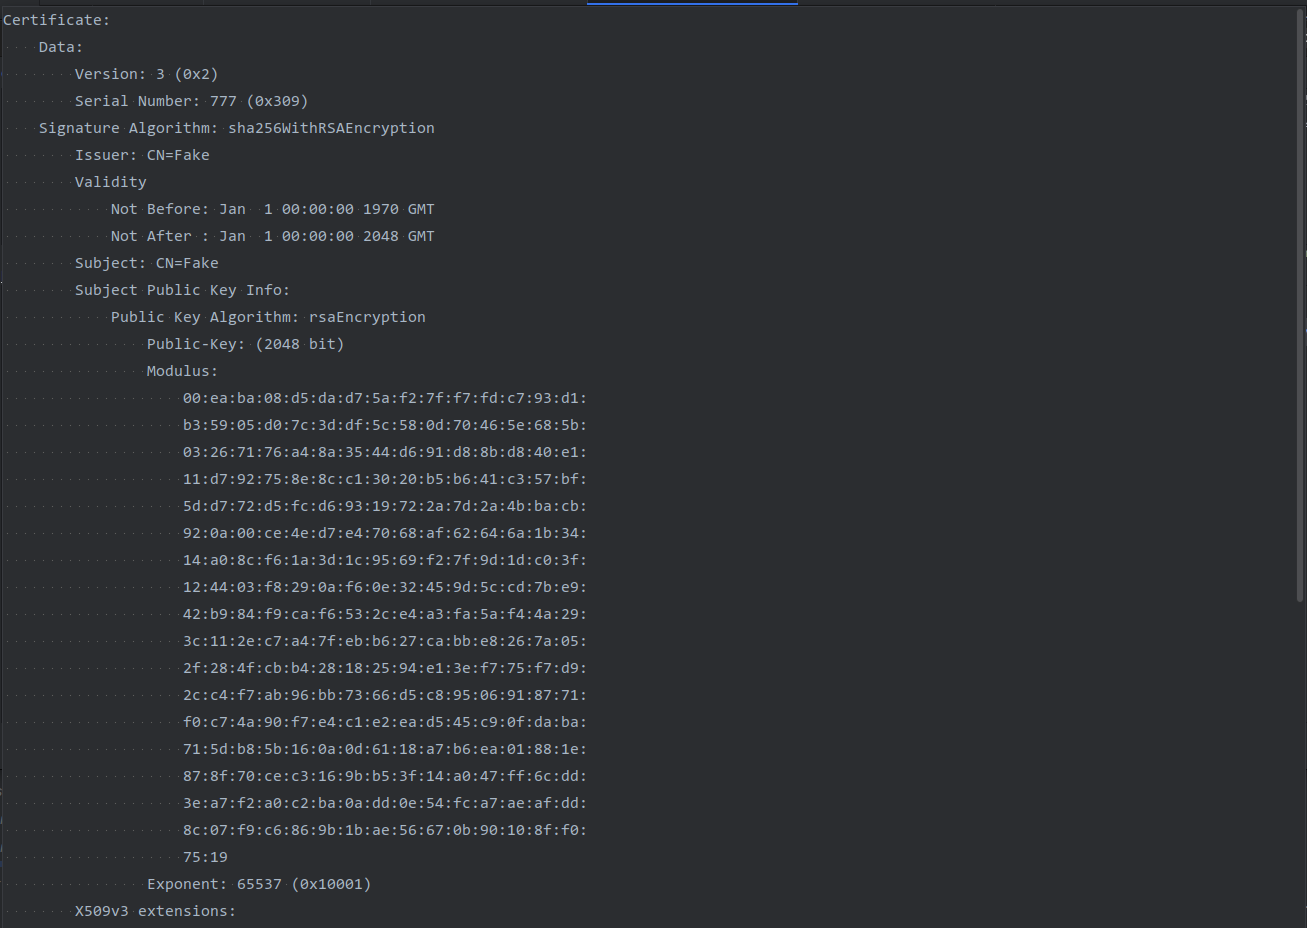 Certificate:
Data:
Version: 3 (0x2)
Serial Number: 777 (0x309)
Signature Algorithm: sha256WithRSAEncryption
Issuer: CN=Fake
Validity
Not Before: Jan  1 00:00:00 1970 GMT
Not After : Jan  1 00:00:00 2048 GMT
Subject: CN=Fake
Subject Public Key Info:
Public Key Algorithm: rsaEncryption
Public-Key: (2048 bit)
Modulus:
00:ea:ba:08:d5:da:d7:5a:f2:7f:f7:fd:c7:93:d1:
b3:59:05:d0:7c:3d:df:5c:58:0d:70:46:5e:68:5b:
03:26:71:76:a4:8a:35:44:d6:91:d8:8b:d8:40:e1:
11:d7:92:75:8e:8c:c1:30:20:b5:b6:41:c3:57:bf:
5d:d7:72:d5:fc:d6:93:19:72:2a:7d:2a:4b:ba:cb:
92:0a:00:ce:4e:d7:e4:70:68:af:62:64:6a:1b:34:
14:a0:8c:f6:1a:3d:1c:95:69:f2:7f:9d:1d:c0:3f:
12:44:03:f8:29:0a:f6:0e:32:45:9d:5c:cd:7b:e9:
42:b9:84:f9:ca:f6:53:2c:e4:a3:fa:5a:f4:4a:29:
3c:11:2e:c7:a4:7f:eb:b6:27:ca:bb:e8:26:7a:05:
2f:28:4f:cb:b4:28:18:25:94:e1:3e:f7:75:f7:d9:
2c:c4:f7:ab:96:bb:73:66:d5:c8:95:06:91:87:71:
f0:c7:4a:90:f7:e4:c1:e2:ea:d5:45:c9:0f:da:ba:
71:5d:b8:5b:16:0a:0d:61:18:a7:b6:ea:01:88:1e:
87:8f:70:ce:c3:16:9b:b5:3f:14:a0:47:ff:6c:dd:
3e:a7:f2:a0:c2:ba:0a:dd:0e:54:fc:a7:ae:af:dd:
8c:07:f9:c6:86:9b:1b:ae:56:67:0b:90:10:8f:f0:
75:19
Exponent: 65537 (0x10001)
X509v3 extensions: